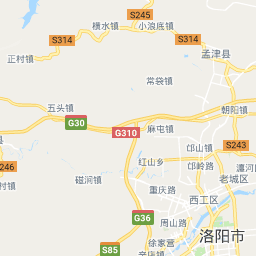 S245
横水镇
小浪底镇
S314
S314
孟津县
正村镇
常袋镇
五头镇
朝阳镇
G30
G310
麻屯镇
S243
邙山镇
红山乡
邙岭路
瀍河
老城区
S246
磁涧镇
重庆路
西工区
G36
周山路
洛阳市
徐家营
S85
辛店镇